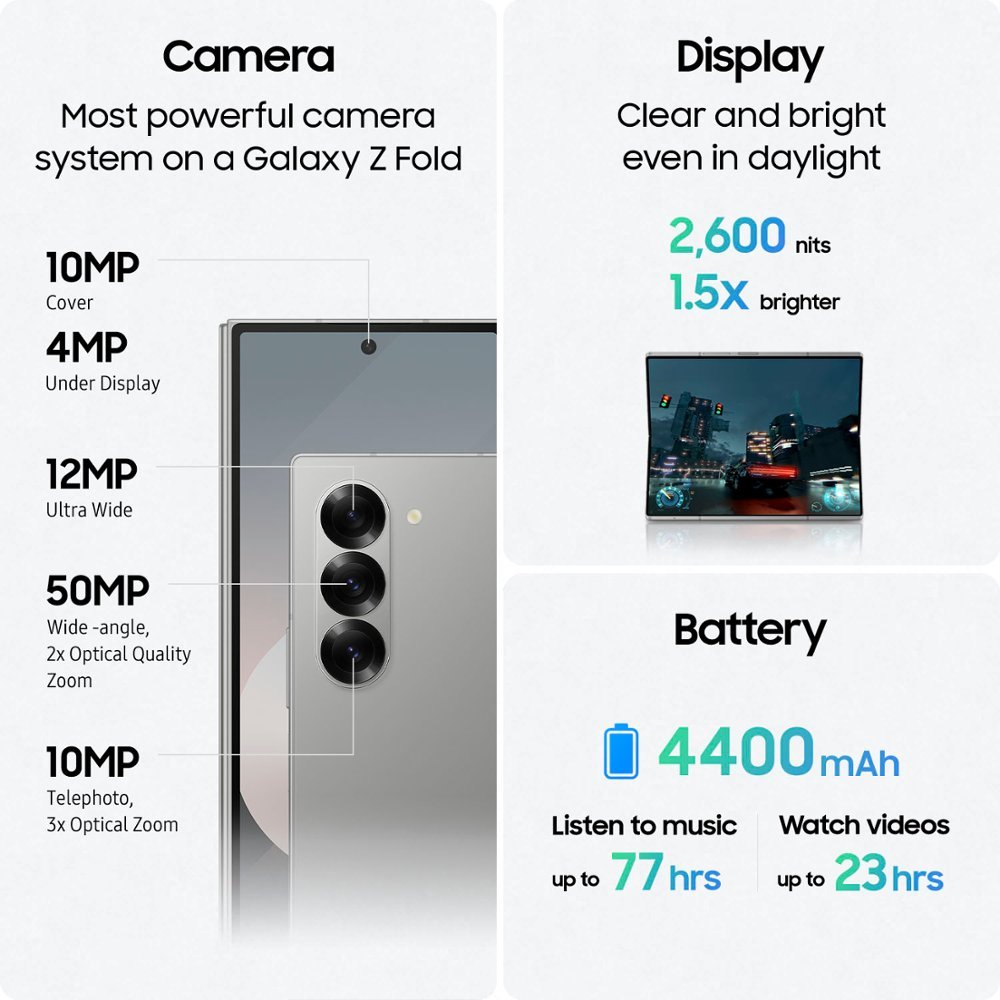 Camera
Most powerful camera
system on a Galaxy Z Fold
10MP
Cover
4MP
Under Display
12MP
Ultra Wide
50MP
Wide -angle,
2x Optical Quality
Zoom
10MP
Telephoto,
3x Optical Zoom
Display
Clear and bright
even in daylight
2,600 nits
1.5x brighter
Battery
4400mAh
Listen to music
up to 77hrs
Watch videos
up to 23hrs